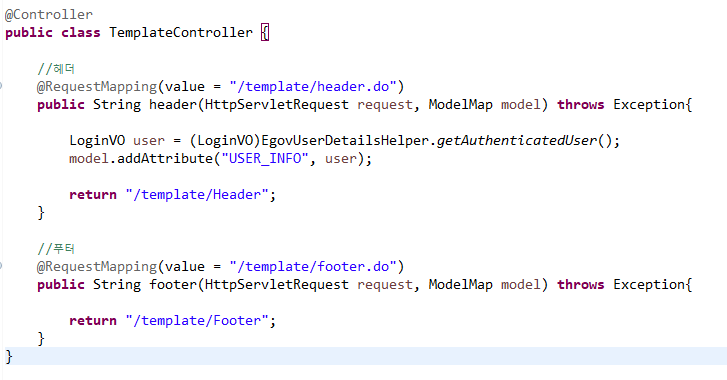 @Controller
public class TemplateController {
//헤더
@RequestMapping(value = "/template/header.do")
public String header(HttpServletRequest request, ModelMap model) throws Exception{
LoginVO user = (LoginVO)EgovUserDetailsHelper.getAuthenticatedUser();
model.addAttribute("USER_INFO", user);
return "/template/Header";
}
//푸터
@RequestMapping(value = "/template/footer.do")
public String footer(HttpServletRequest request, ModelMap model) throws Exception{
return "/template/Footer";
}
}